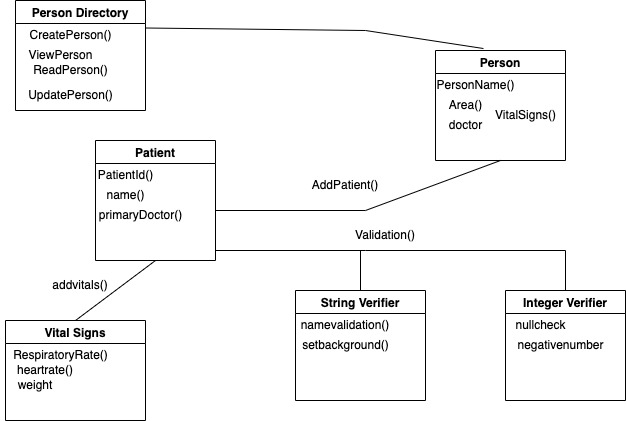 Person Directory
CreatePerson()
ViewPerson
ReadPerson()
UpdatePerson()
Person
PersonName()
Area()
VitalSigns()
doctor
Patient
PatientId()
name()
primaryDoctor()
AddPatient()
Validation()
addvitals()
String Verifier
namevalidation()
setbackground()
Integer Verifier
nullcheck
negativenumber
Vital Signs
RespiratoryRate()
heartrate()
weight